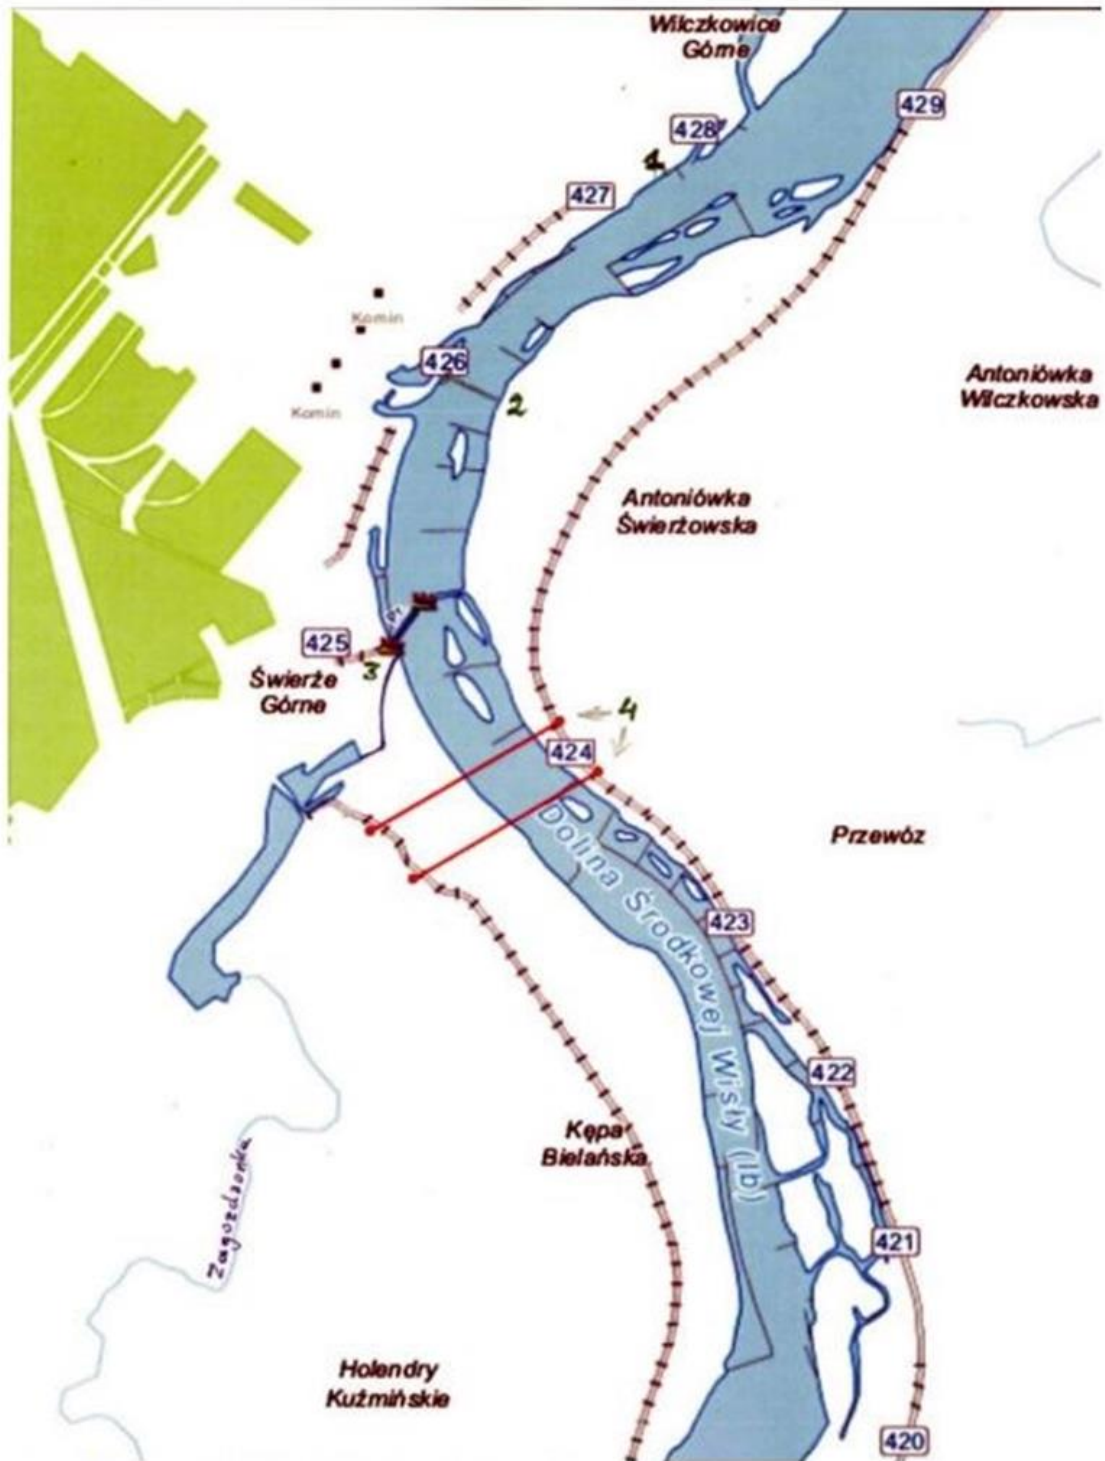 Wilczkowice
Górne
429
428
1
427
Komin
426
Antoniówka
Wilczkowska
2
Komin
Antoniówka
Świerżowska
425
3
Świerże
Górne
4
424
Przewóz
Dolina Środkowej Wisły (Ib)
423
422
Kępa
Bielańska
Zagożdżonka
421
Holendry
Kuźmińskie
420